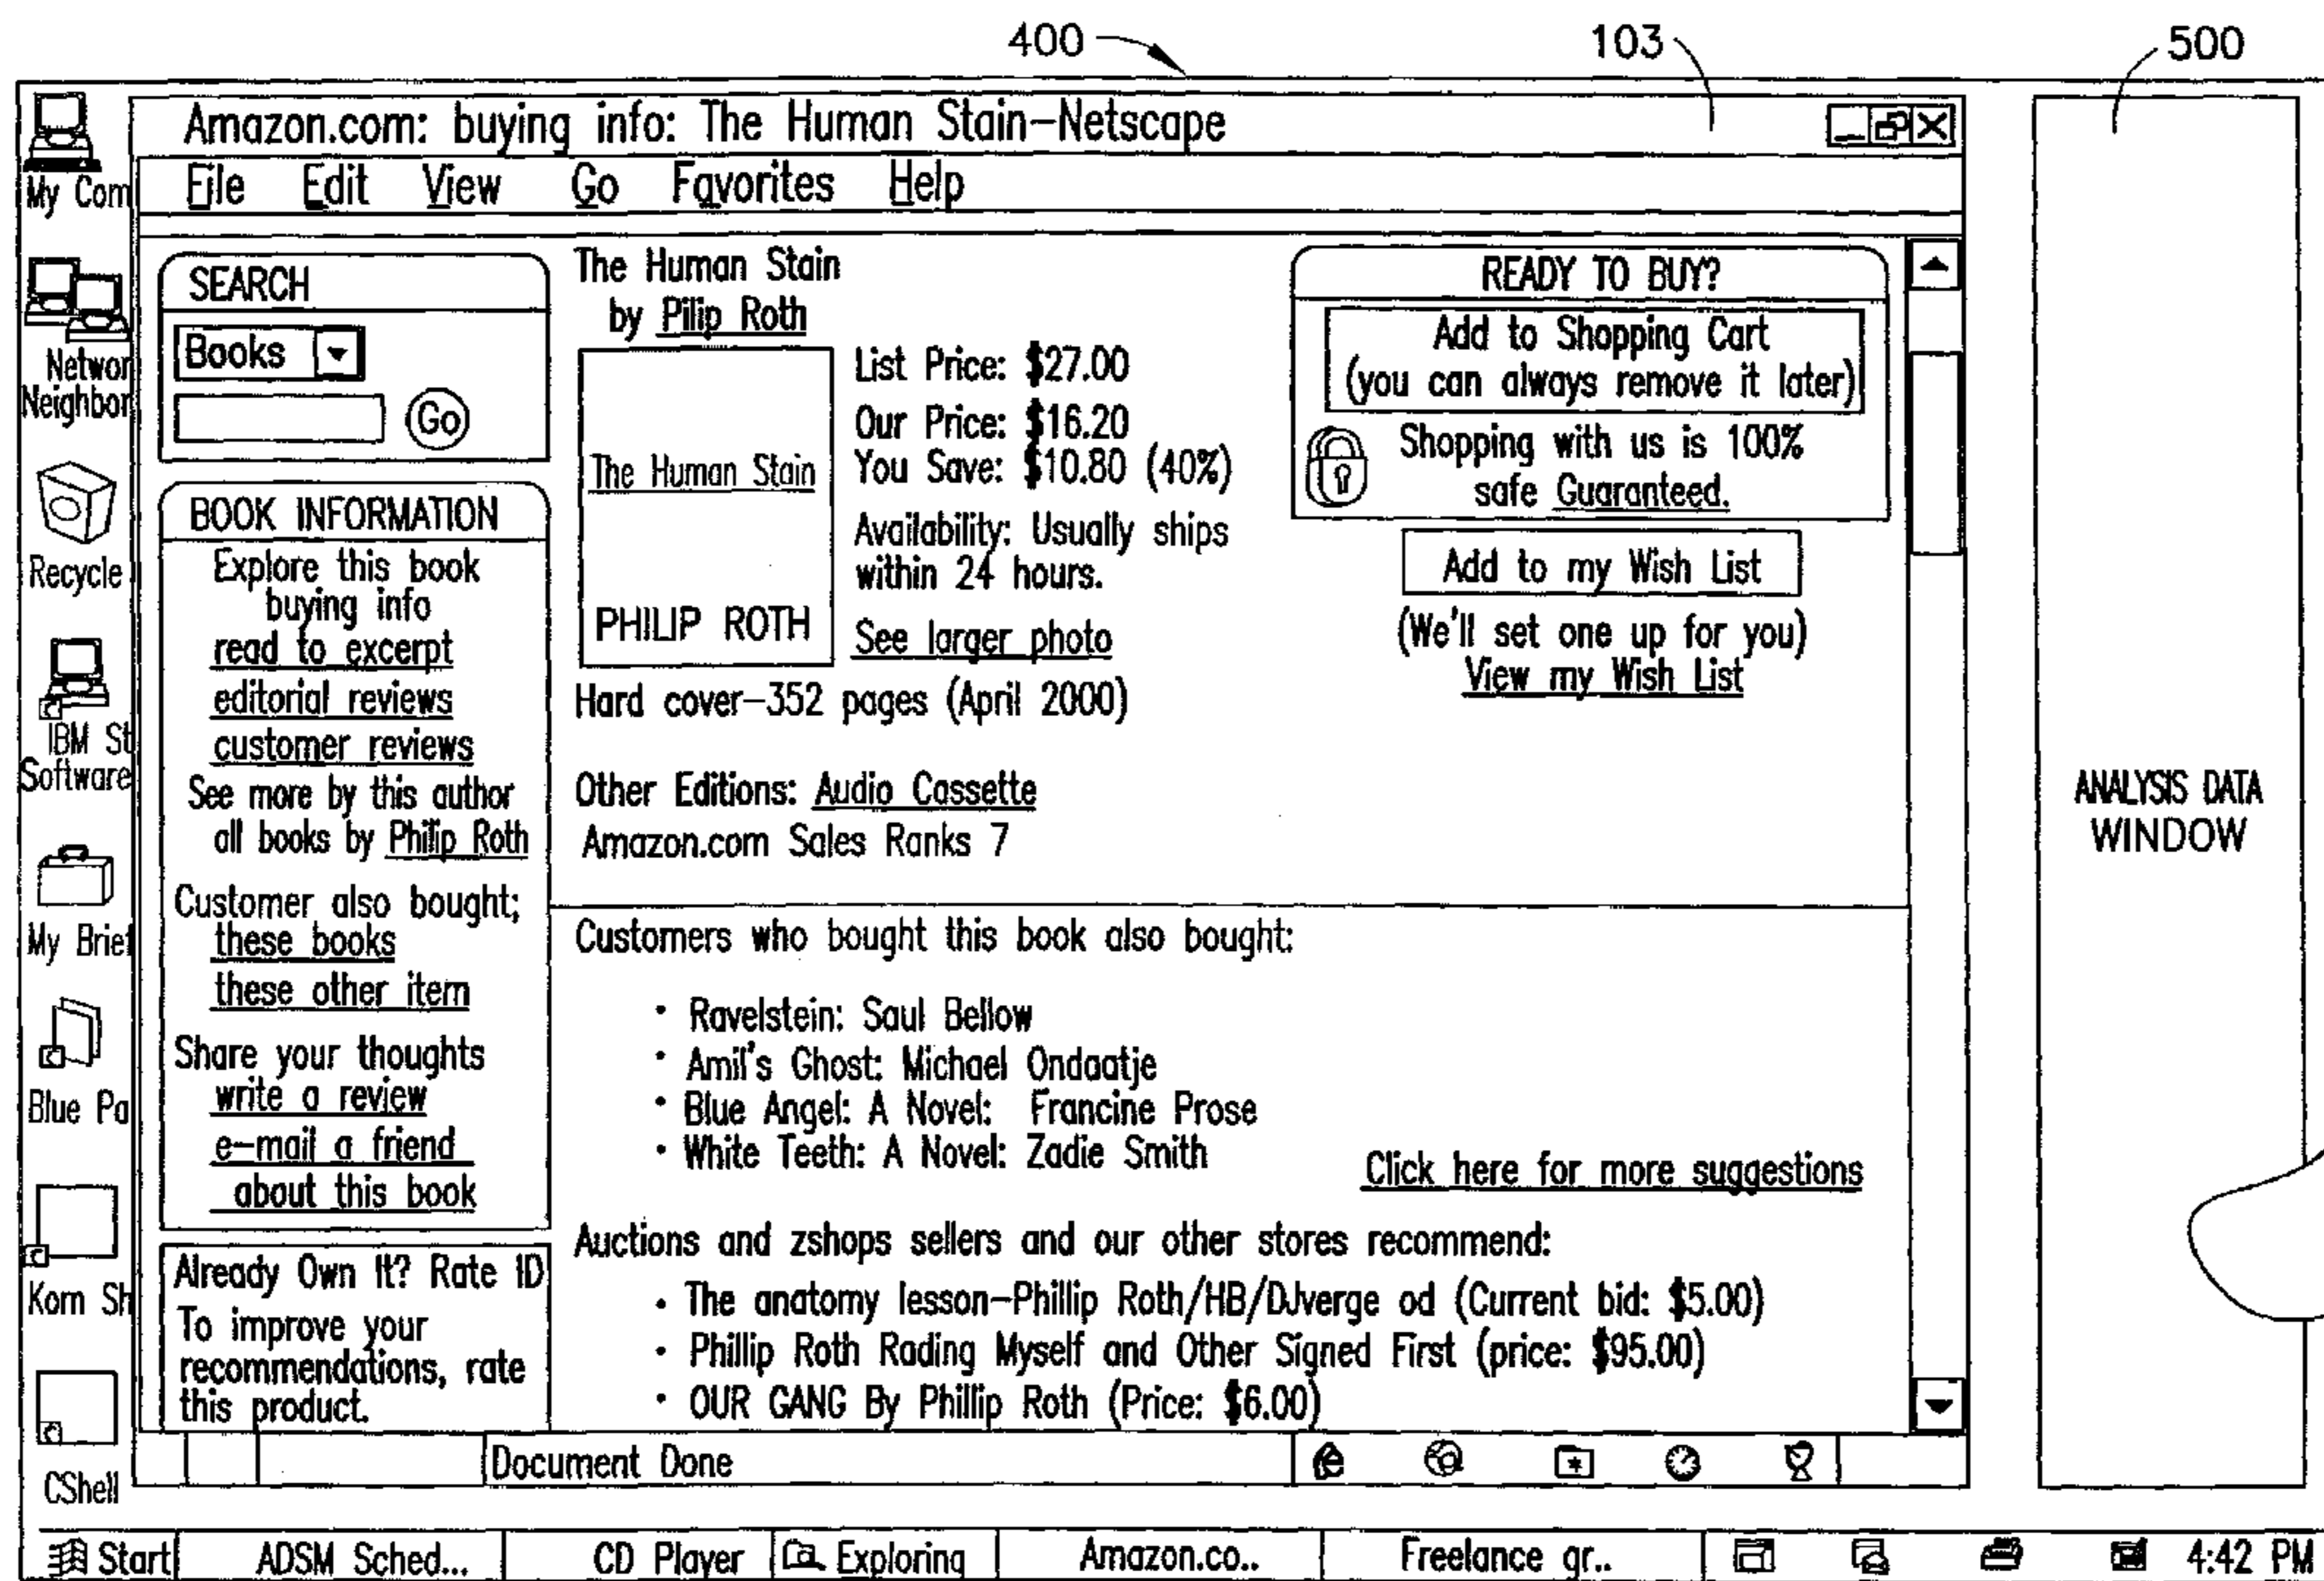 400
103
500
My Com
Networ
Neighbor
Recycle
IBM St
Software
My Brief
Blue Pa
Korn Sh
CShell
Amazon.com: buying info: The Human Stain–Netscape
File Edit View Go Favorites Help
SEARCH
Books
Go
BOOK INFORMATION
Explore this book
buying info
read to excerpt
editorial reviews
customer reviews
See more by this author
all books by Philip Roth
Customer also bought;
these books
these other item
Share your thoughts
write a review
e–mail a friend
about this book
Already Own It? Rate ID
To improve your
recommendations, rate
this product.
The Human Stain
by Pilip Roth
The Human Stain
PHILIP ROTH
List Price: $27.00
Our Price: $16.20
You Save: $10.80 (40%)
Availability: Usually ships
within 24 hours.
See larger photo
Hard cover–352 pages (April 2000)
Other Editions: Audio Cassette
Amazon.com Sales Ranks 7
READY TO BUY?
Add to Shopping Cart
(you can always remove it later)
Shopping with us is 100%
safe Guaranteed.
Add to my Wish List
(We'll set one up for you)
View my Wish List
Customers who bought this book also bought:
• Ravelstein: Saul Bellow
• Amil's Ghost: Michael Ondaatje
• Blue Angel: A Novel: Francine Prose
• White Teeth: A Novel: Zadie Smith
Click here for more suggestions
Auctions and zshops sellers and our other stores recommend:
• The anatomy lesson–Phillip Roth/HB/DJverge od (Current bid: $5.00)
• Phillip Roth Rading Myself and Other Signed First (price: $95.00)
• OUR GANG By Phillip Roth (Price: $6.00)
Document Done
ANALYSIS DATA
WINDOW
Start ADSM Sched... CD Player Exploring Amazon.co.. Freelance gr.. 4:42 PM